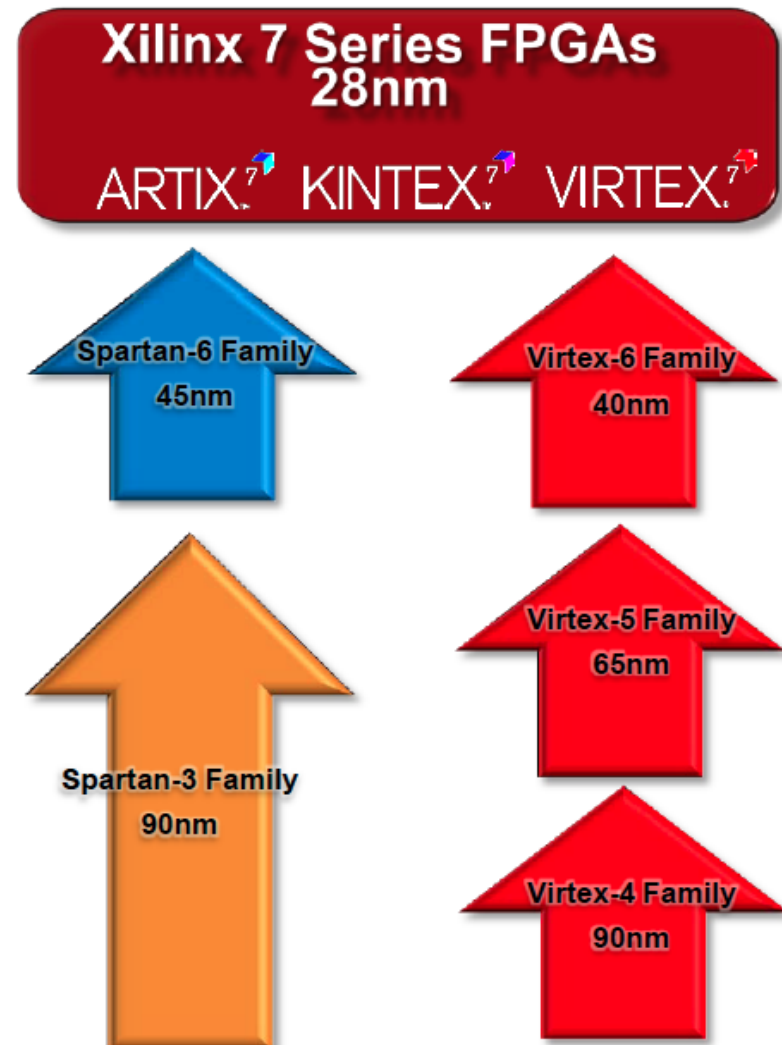 Xilinx 7 Series FPGAs
28nm
ARTIX 7 KINTEX 7 VIRTEX 7
Spartan-6 Family
45nm
Virtex-6 Family
40nm
Virtex-5 Family
65nm
Spartan-3 Family
90nm
Virtex-4 Family
90nm